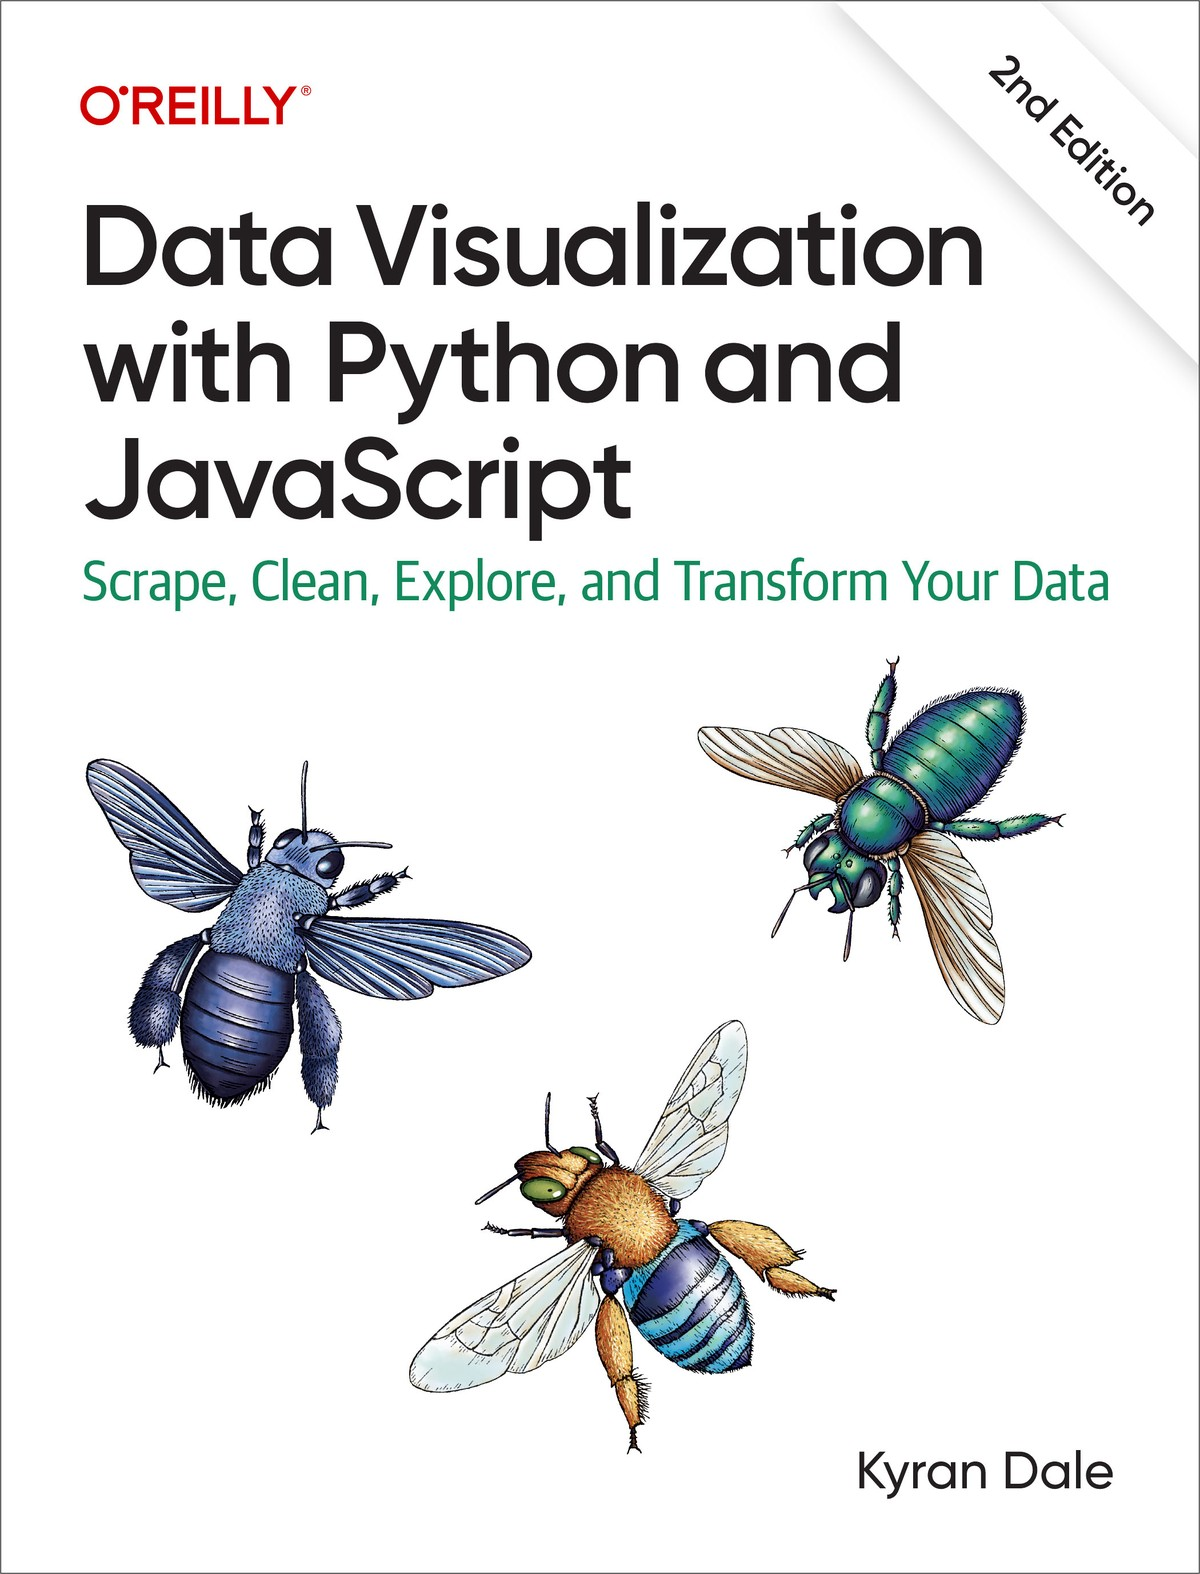 O'REILLY®
2nd Edition
Data Visualization
with Python and
JavaScript
Scrape, Clean, Explore, and Transform Your Data
Kyran Dale